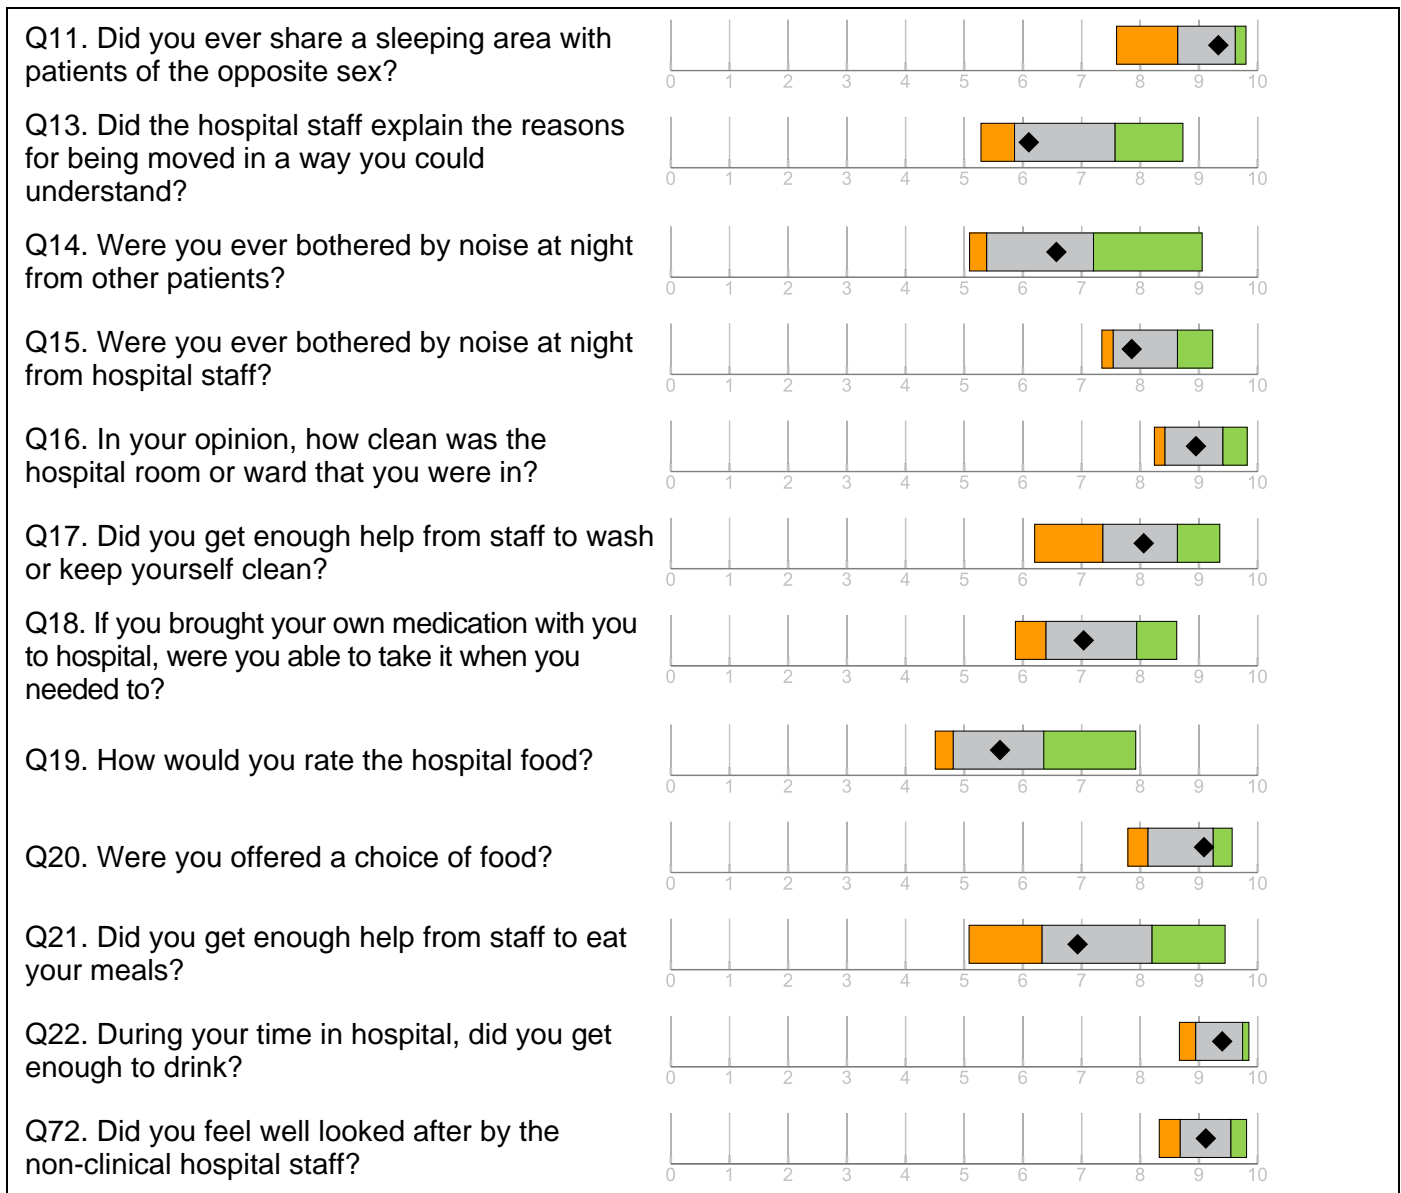 Q11. Did you ever share a sleeping area with
patients of the opposite sex?
0 1 2 3 4 5 6 7 8 9 10
Q13. Did the hospital staff explain the reasons
for being moved in a way you could
understand?
0 1 2 3 4 5 6 7 8 9 10
Q14. Were you ever bothered by noise at night
from other patients?
0 1 2 3 4 5 6 7 8 9 10
Q15. Were you ever bothered by noise at night
from hospital staff?
0 1 2 3 4 5 6 7 8 9 10
Q16. In your opinion, how clean was the
hospital room or ward that you were in?
0 1 2 3 4 5 6 7 8 9 10
Q17. Did you get enough help from staff to wash
or keep yourself clean?
0 1 2 3 4 5 6 7 8 9 10
Q18. If you brought your own medication with you
to hospital, were you able to take it when you
needed to?
0 1 2 3 4 5 6 7 8 9 10
Q19. How would you rate the hospital food?
0 1 2 3 4 5 6 7 8 9 10
Q20. Were you offered a choice of food?
0 1 2 3 4 5 6 7 8 9 10
Q21. Did you get enough help from staff to eat
your meals?
0 1 2 3 4 5 6 7 8 9 10
Q22. During your time in hospital, did you get
enough to drink?
0 1 2 3 4 5 6 7 8 9 10
Q72. Did you feel well looked after by the
non-clinical hospital staff?
0 1 2 3 4 5 6 7 8 9 10